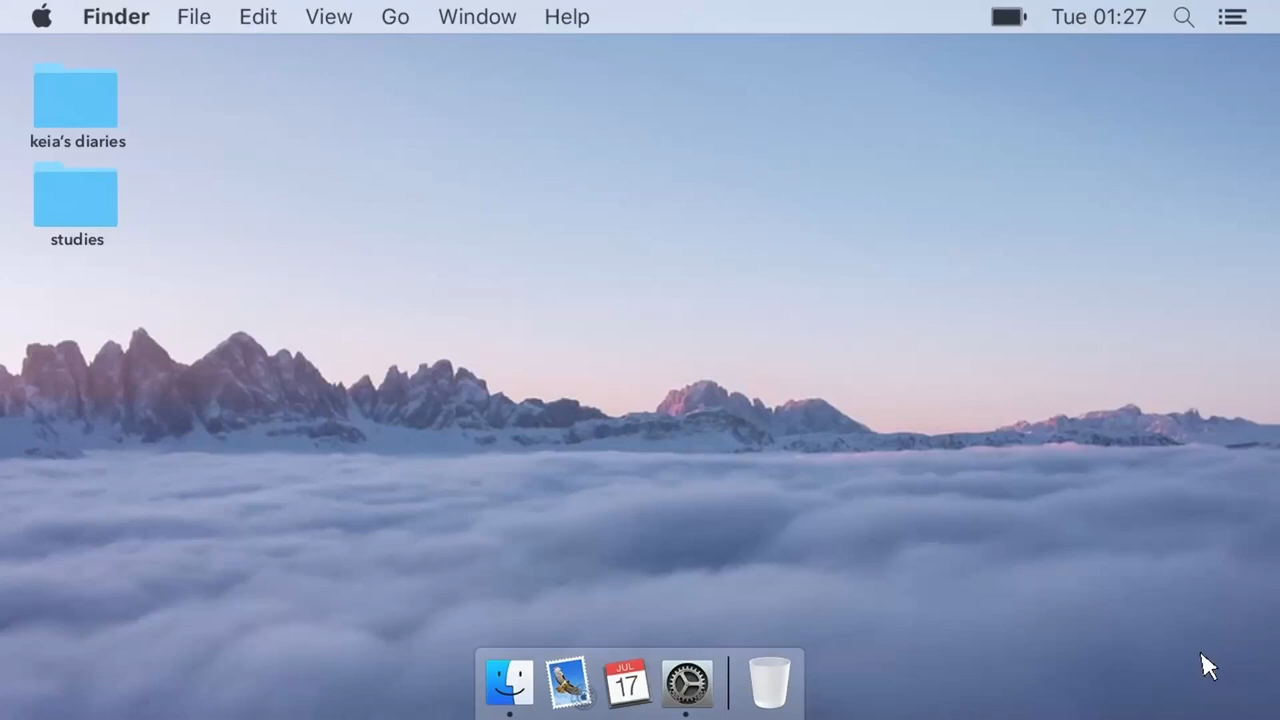 Finder File Edit View Go Window Help Tue 01:27
keia's diaries
studies
JUL
17